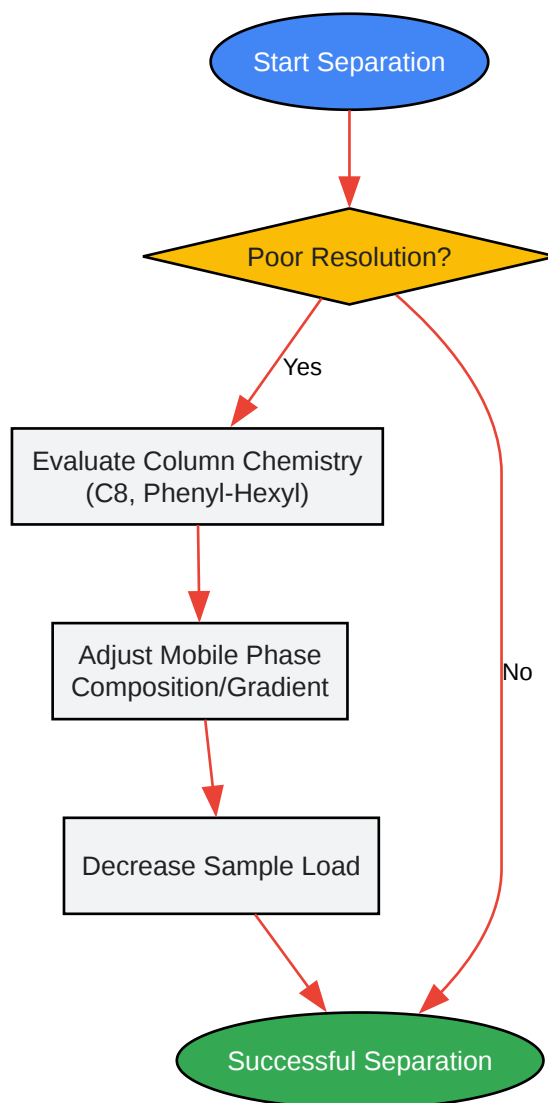 Start Separation
Poor Resolution?
Yes
Evaluate Column Chemistry
(C8, Phenyl-Hexyl)
Adjust Mobile Phase
Composition/Gradient
No
Decrease Sample Load
Successful Separation